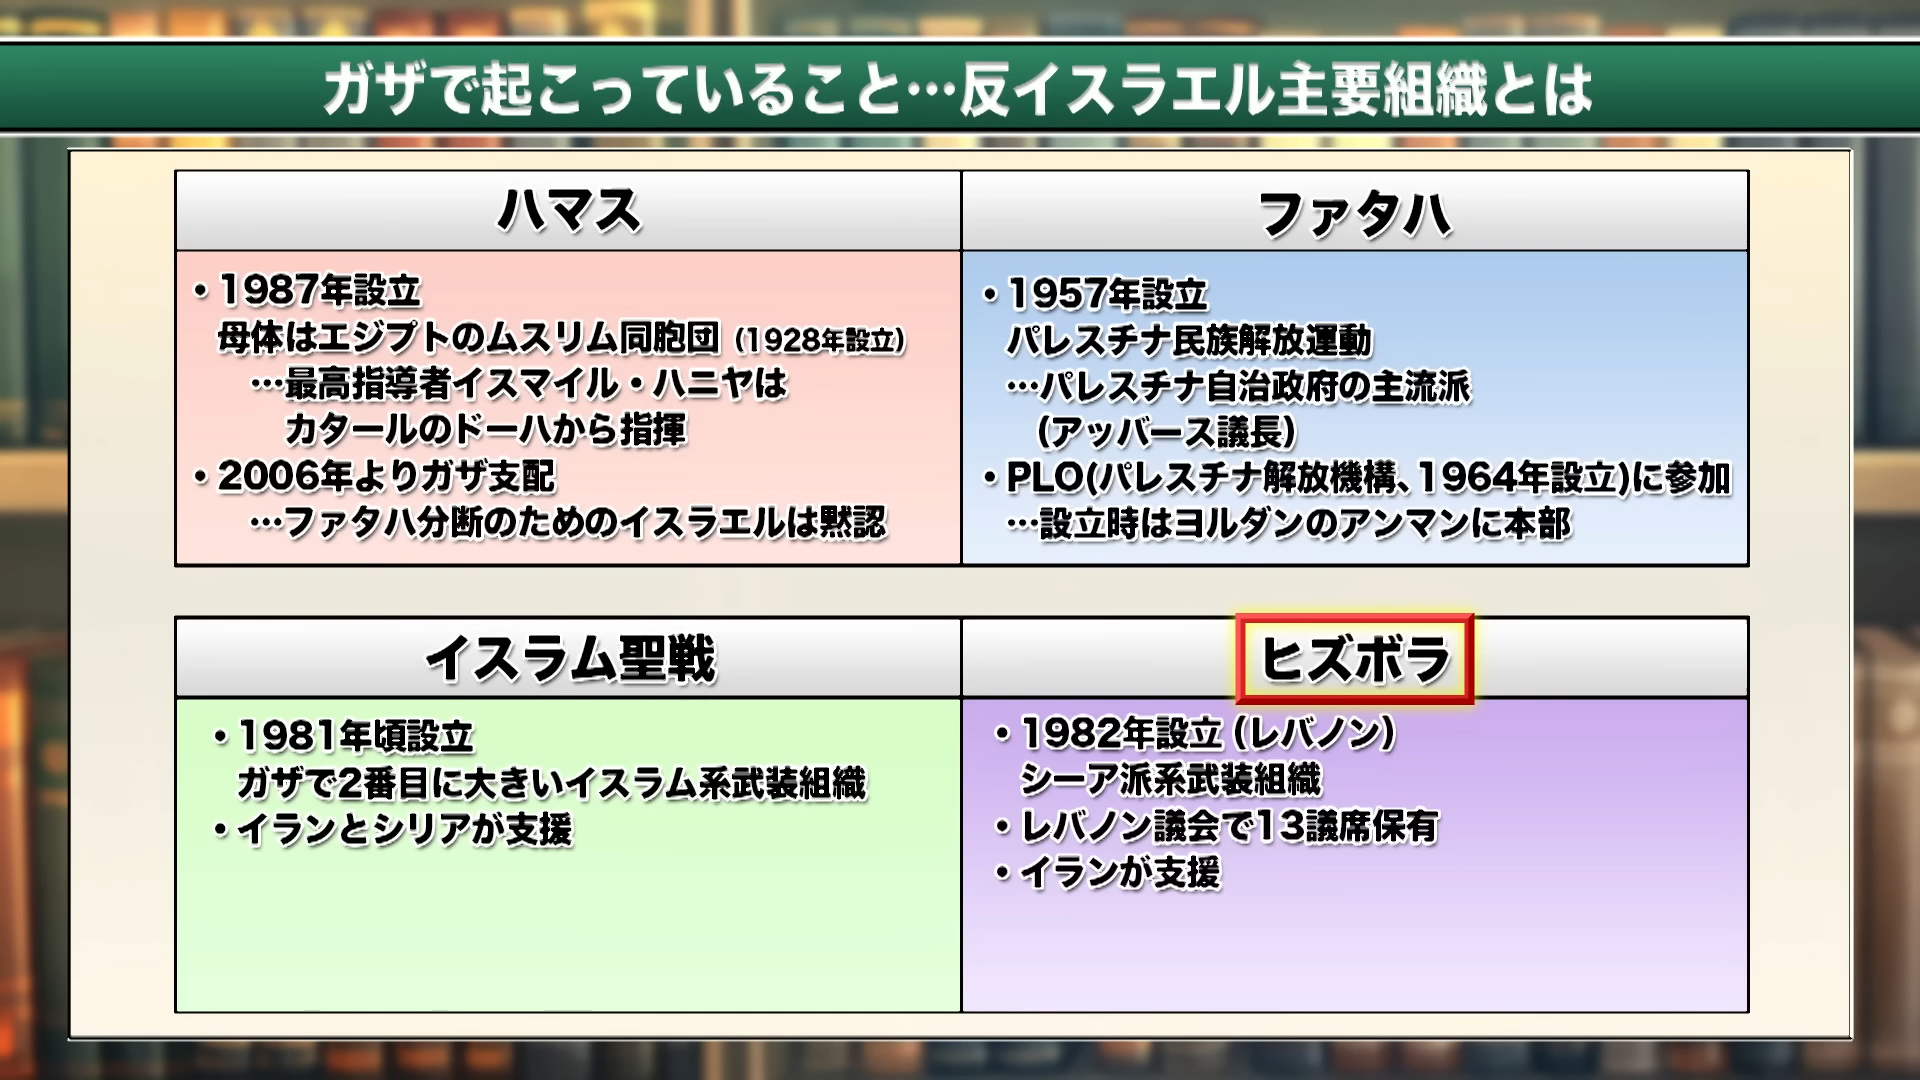 ガザで起こっていること…反イスラエル主要組織とは
ハマス
・1987年設立
母体はエジプトのムスリム同胞団（1928年設立）
…最高指導者イスマイル・ハニヤは
カタールのドーハから指揮
・2006年よりガザ支配
…ファタハ分断のためのイスラエルは黙認
ファタハ
・1957年設立
パレスチナ民族解放運動
…パレスチナ自治政府の主流派
（アッバース議長）
・PLO(パレスチナ解放機構、1964年設立)に参加
…設立時はヨルダンのアンマンに本部
イスラム聖戦
・1981年頃設立
ガザで2番目に大きいイスラム系武装組織
・イランとシリアが支援
ヒズボラ
・1982年設立（レバノン）
シーア派系武装組織
・レバノン議会で13議席保有
・イランが支援